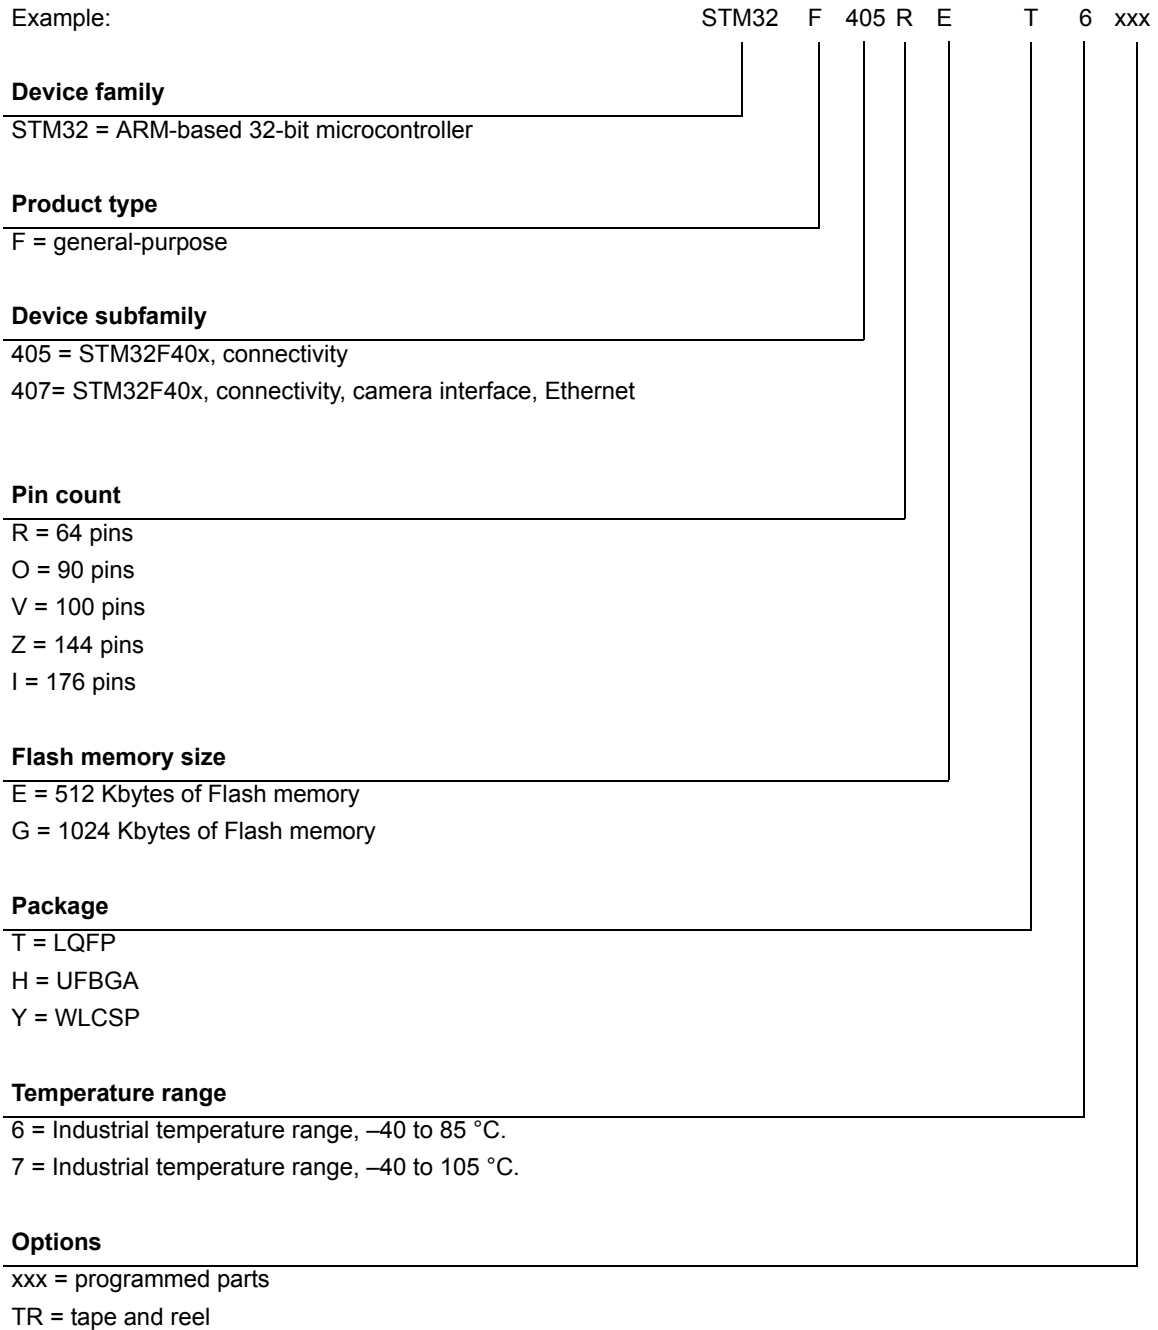 Example: STM32 F 405 R E T 6 xxx
Device family
STM32 = ARM-based 32-bit microcontroller
Product type
F = general-purpose
Device subfamily
405 = STM32F40x, connectivity
407= STM32F40x, connectivity, camera interface, Ethernet
Pin count
R = 64 pins
O = 90 pins
V = 100 pins
Z = 144 pins
I = 176 pins
Flash memory size
E = 512 Kbytes of Flash memory
G = 1024 Kbytes of Flash memory
Package
T = LQFP
H = UFBGA
Y = WLCSP
Temperature range
6 = Industrial temperature range, –40 to 85 °C.
7 = Industrial temperature range, –40 to 105 °C.
Options
xxx = programmed parts
TR = tape and reel